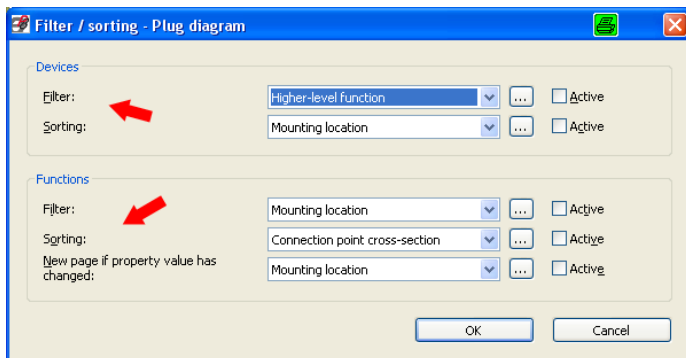 Filter / sorting - Plug diagram
Devices
Filter: Higher-level function ... Active
Sorting: Mounting location ... Active
Functions
Filter: Mounting location ... Active
Sorting: Connection point cross-section ... Active
New page if property value has
changed: Mounting location ... Active
OK Cancel